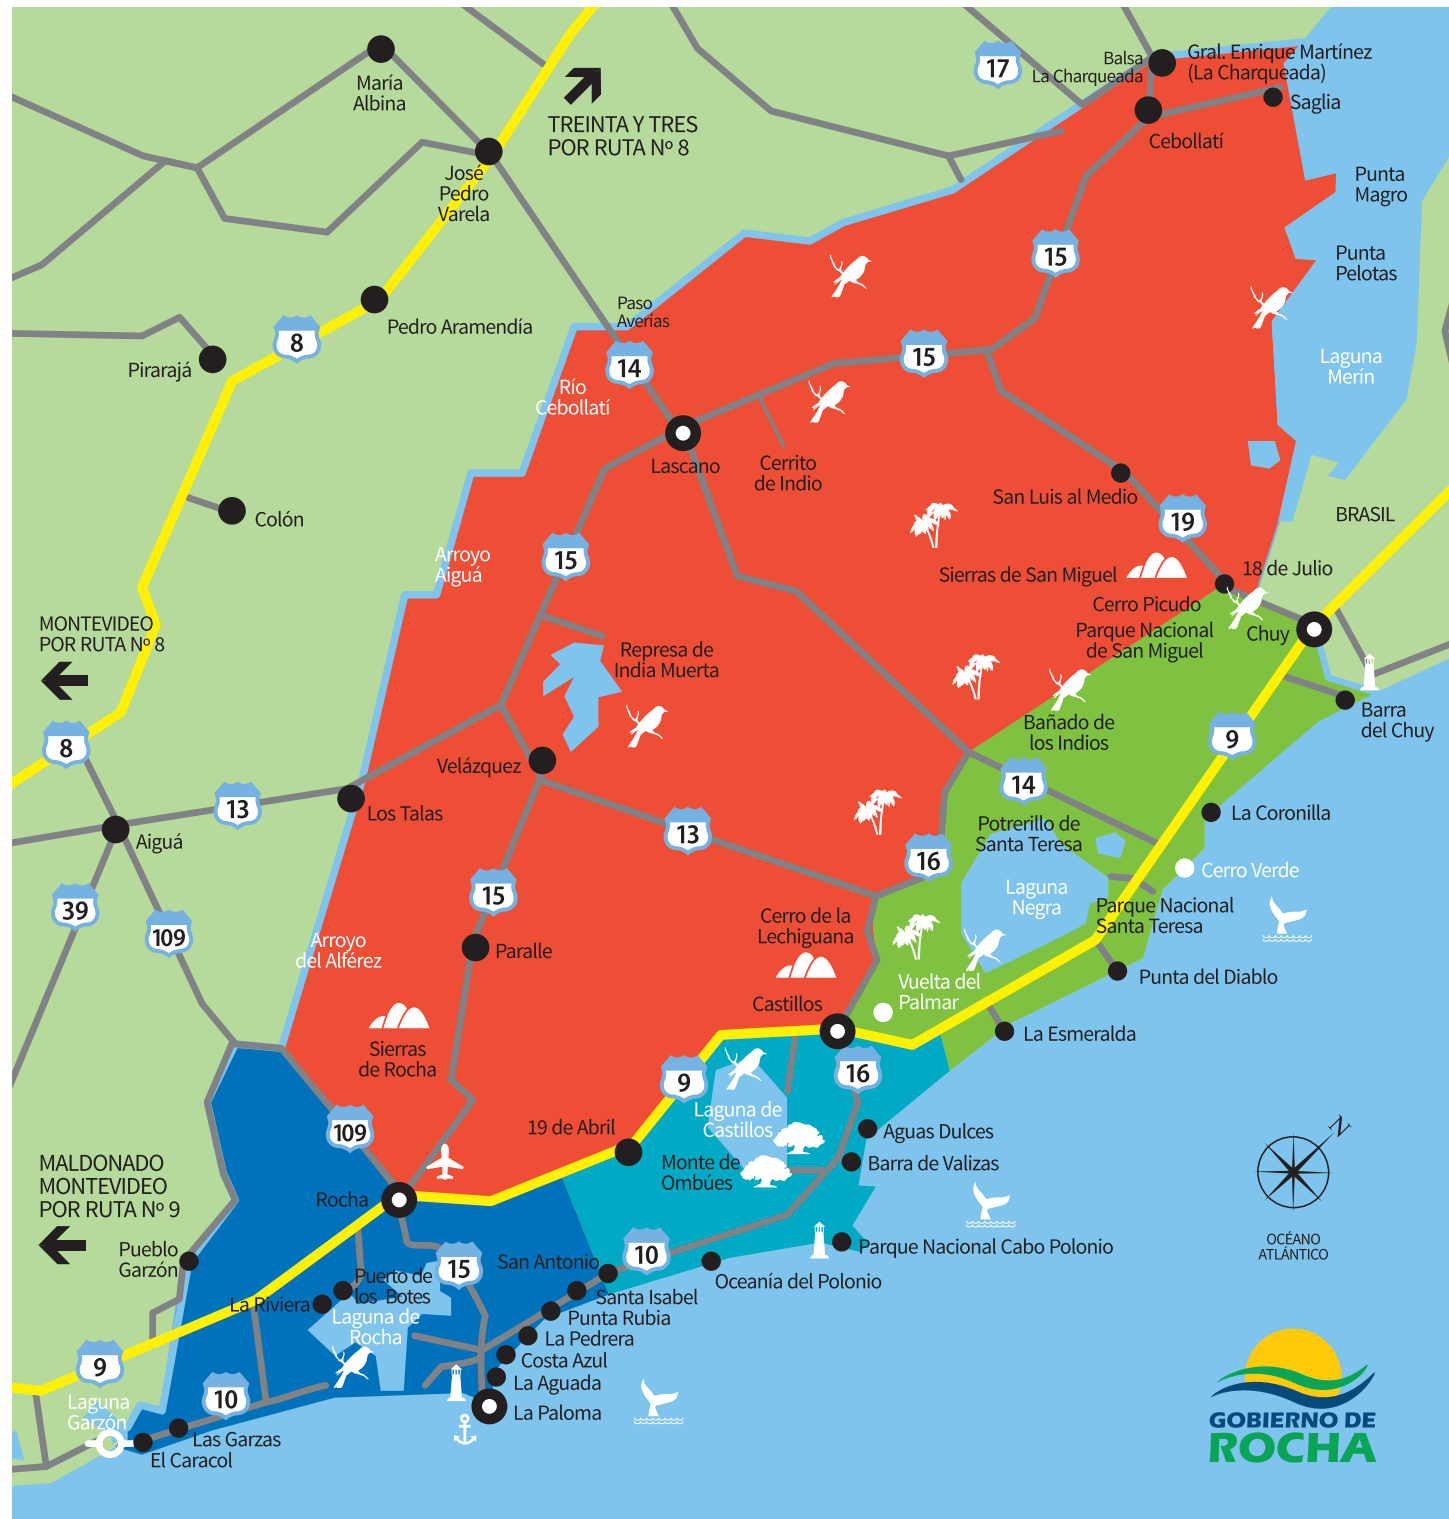 María
Albina
TREINTA Y TRES
POR RUTA Nº 8
17
Balsa
La Charqueada
Gral. Enrique Martínez
(La Charqueada)
Saglia
Cebollatí
José
Pedro
Varela
Punta
Magro
15
Punta
Pelotas
Paso
Averías
Pedro Aramendía
8
Pirarajá
14
15
Laguna
Merín
Río
Cebollatí
Lascano
Cerrito
de Indio
San Luis al Medio
19
BRASIL
Colón
Arroyo
Aiguá
15
Sierras de San Miguel
18 de Julio
Cerro Picudo
Parque Nacional
de San Miguel
Chuy
MONTEVIDEO
POR RUTA Nº 8
Represa de
India Muerta
Bañado de
los Indios
Barra
del Chuy
8
9
Velázquez
14
13
Los Talas
13
La Coronilla
Potrerillo de
Santa Teresa
Aiguá
16
Cerro Verde
Laguna
Negra
39
109
15
Parque Nacional
Santa Teresa
Cerro de la
Lechiguana
Arroyo
del Alférez
Paralle
Vuelta del
Palmar
Punta del Diablo
Castillos
La Esmeralda
Sierras
de Rocha
9
16
Laguna de
Castillos
109
19 de Abril
Aguas Dulces
Monte de
Ombúes
Barra de Valizas
N
MALDONADO
MONTEVIDEO
POR RUTA Nº 9
Rocha
OCÉANO
ATLÁNTICO
Pueblo
Garzón
15
San Antonio
10
Parque Nacional Cabo Polonio
Oceanía del Polonio
Puerto de
los Botes
La Riviera
Laguna de
Rocha
Santa Isabel
Punta Rubia
La Pedrera
Costa Azul
La Aguada
La Paloma
9
10
Laguna
Garzón
Las Garzas
El Caracol
GOBIERNO DE
ROCHA